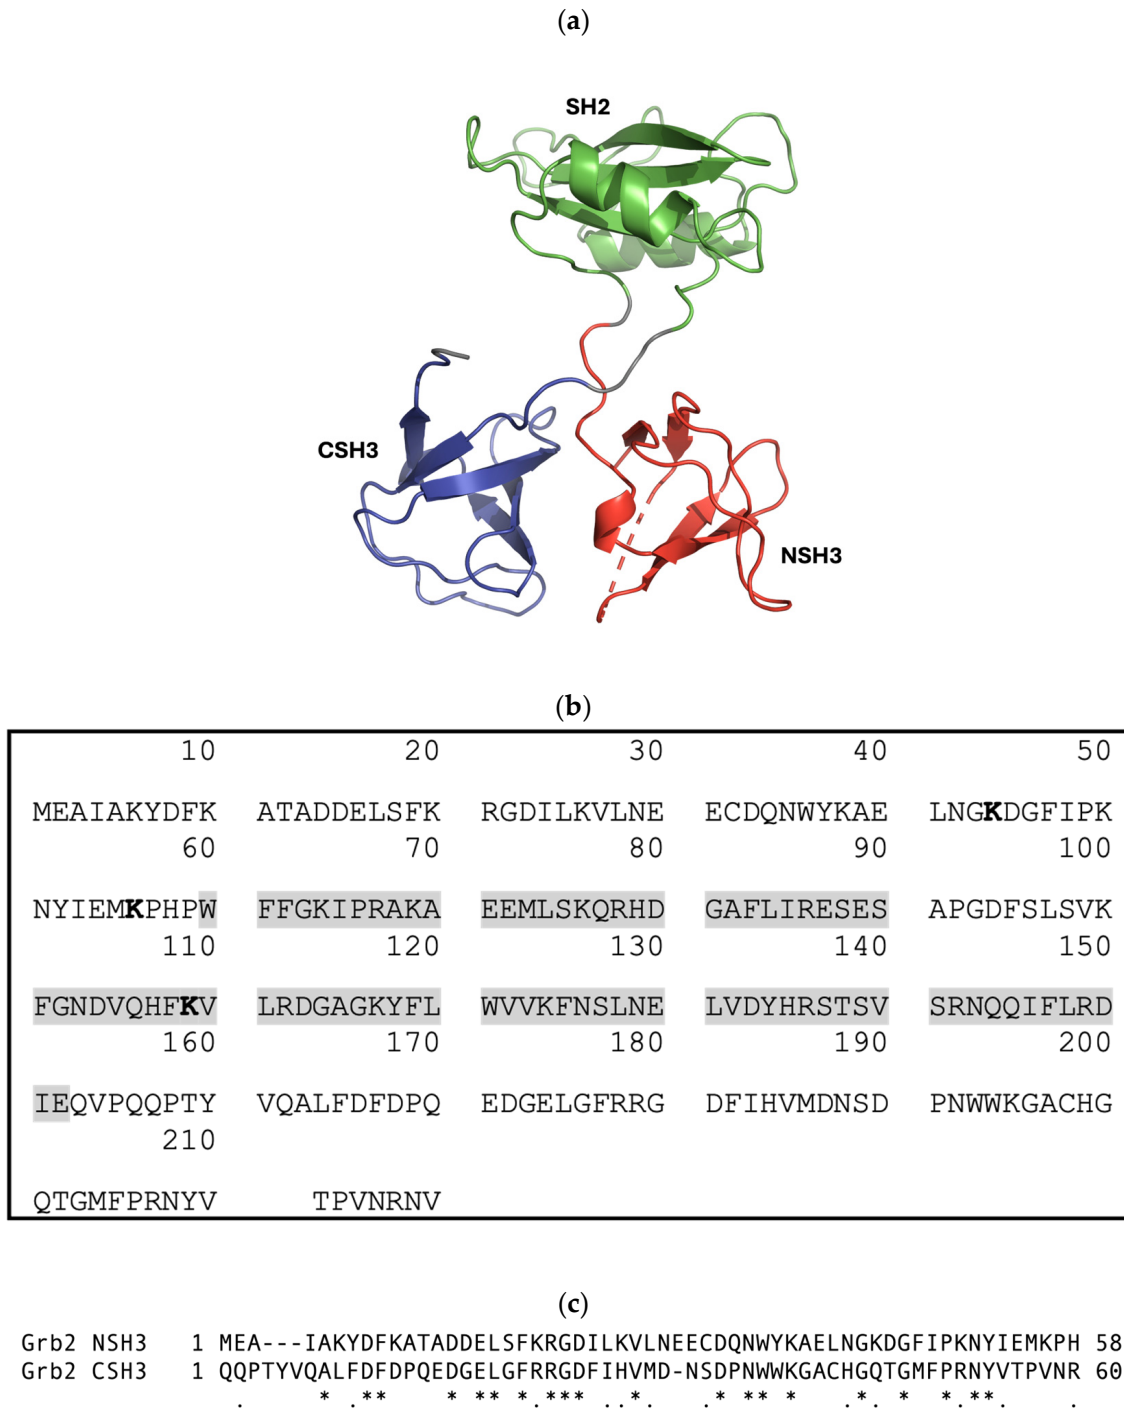 (a)
SH2
CSH3
NSH3
(b)
10 20 30 40 50
MEAIAKYDFK ATADDELSFK RGDILKVLNE ECDQNWYKAE LNGKDGFIPK
60 70 80 90 100
NYIEMKPHPW FFGKIPRAKA EEMLSKQRHD GAFLIRESES APGDFSLSVK
110 120 130 140 150
FGNDVQHFKV LRDGAGKYFL WVVKFNSLNE LVDYHRSTSV SRNQQIFLRD
160 170 180 190 200
IEQVPQQPTY VQALFDFDPQ EDGELGFRRG DFIHVMDNSD PNWWKGACHG
210
QTGMFPRNYV TPVNRNV
(c)
Grb2 NSH3 1 MEA---IAKYDFKATADDELSFKRGDILKVLNEECDQNWYKAELNGKDGFIPKNYIEMKPH 58
Grb2 CSH3 1 QQPTYVQALFDFDPQEDGELGFRRGDFIHVMD-NSDPNWWKGACHGQTGMFPRNYVTPVNR 60
. * .** * ** *.*** ..*. .* ** * .*. * *.**. .